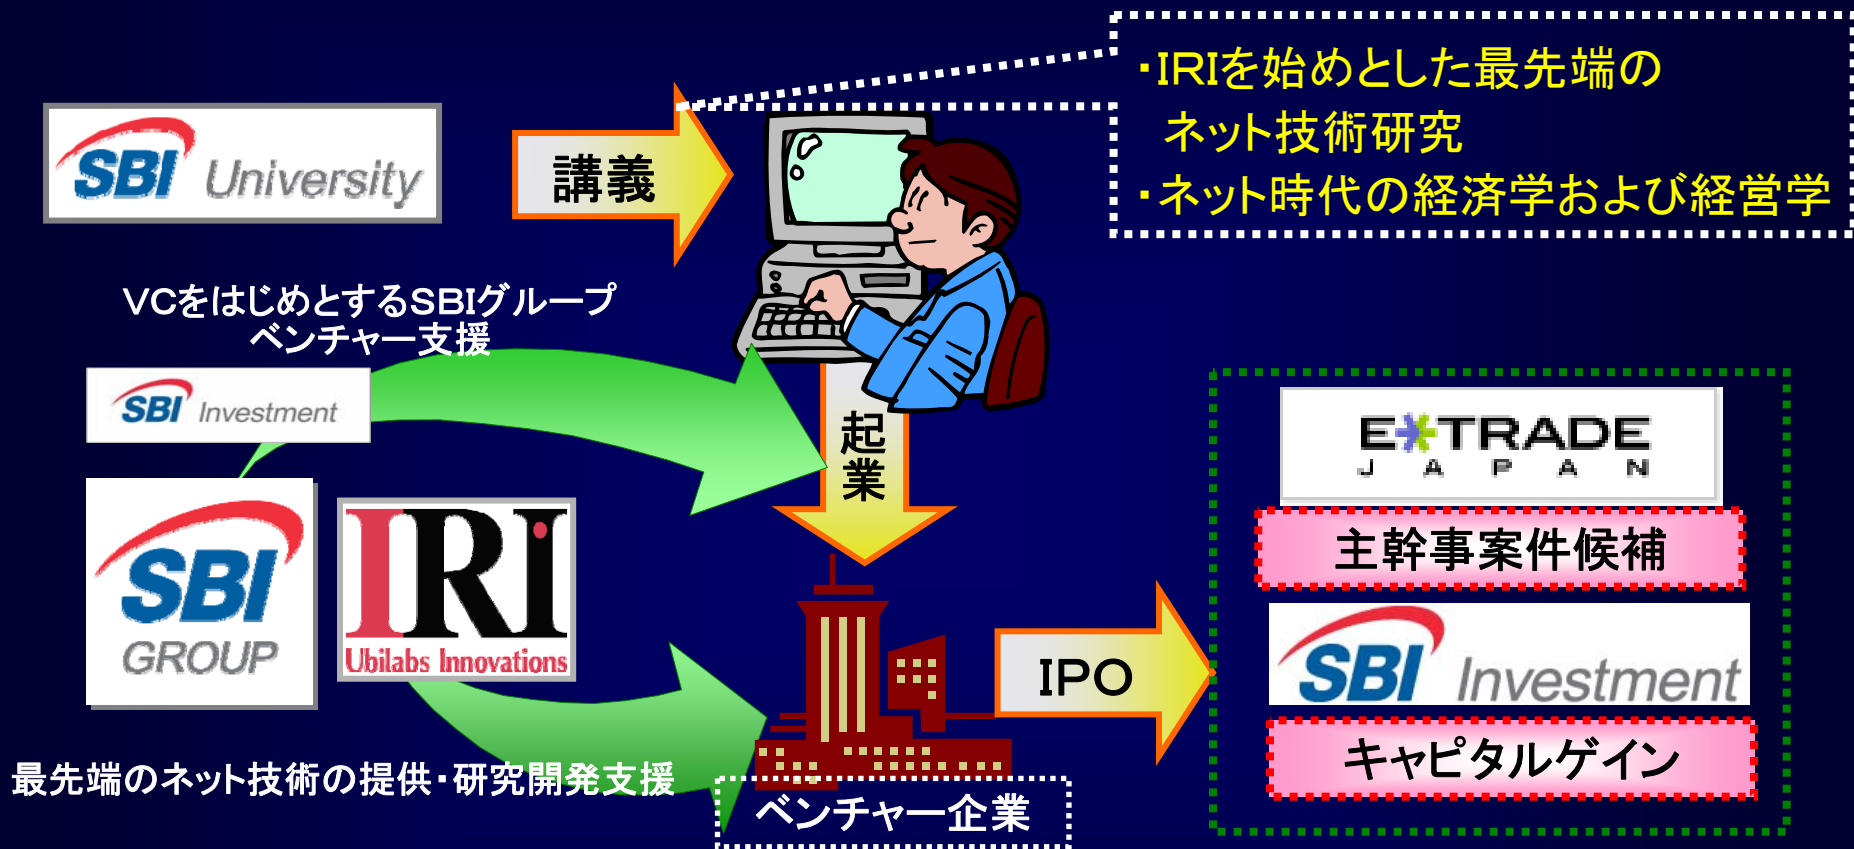 ・IRIを始めとした最先端の
ネット技術研究
・ネット時代の経済学および経営学
SBI University
講義
VCをはじめとするSBIグループ
ベンチャー支援
SBI Investment
起業
SBI
GROUP
IRI
Ubilabs Innovations
最先端のネット技術の提供・研究開発支援
ベンチャー企業
IPO
E*TRADE
JAPAN
主幹事案件候補
SBI Investment
キャピタルゲイン